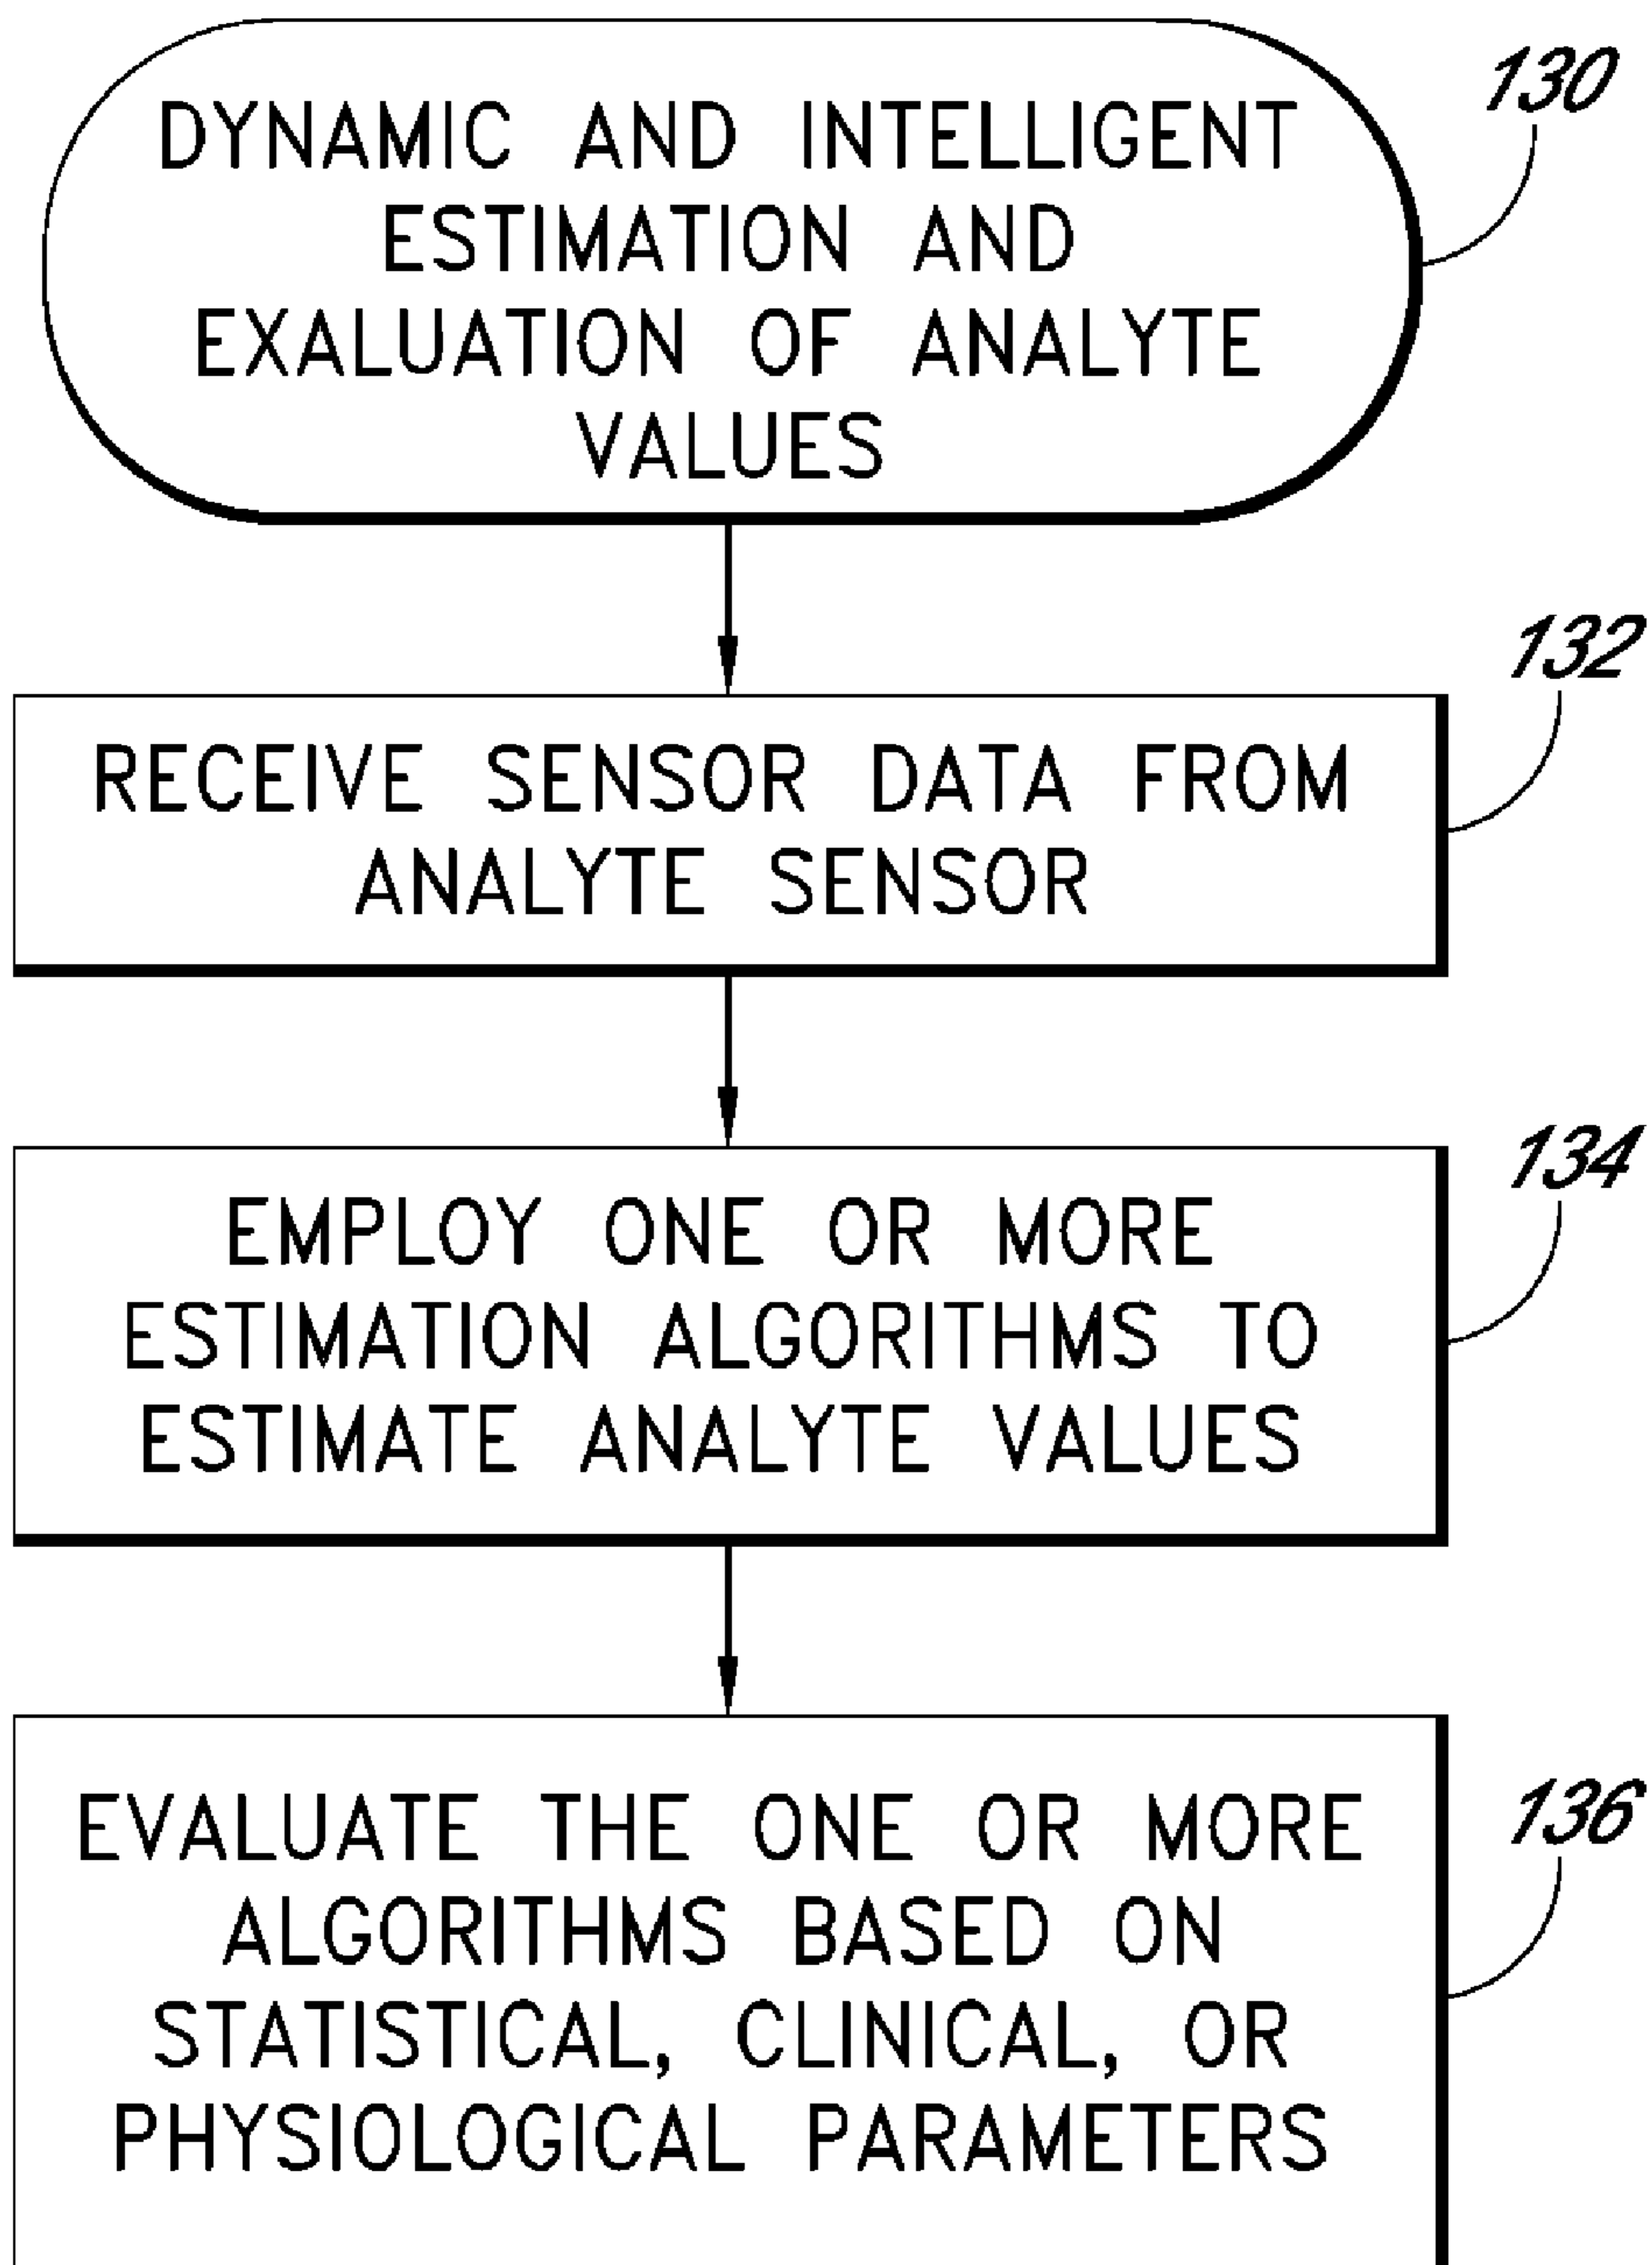 130
DYNAMIC AND INTELLIGENT
ESTIMATION AND
EXALUATION OF ANALYTE
VALUES
132
RECEIVE SENSOR DATA FROM
ANALYTE SENSOR
134
EMPLOY ONE OR MORE
ESTIMATION ALGORITHMS TO
ESTIMATE ANALYTE VALUES
136
EVALUATE THE ONE OR MORE
ALGORITHMS BASED ON
STATISTICAL, CLINICAL, OR
PHYSIOLOGICAL PARAMETERS